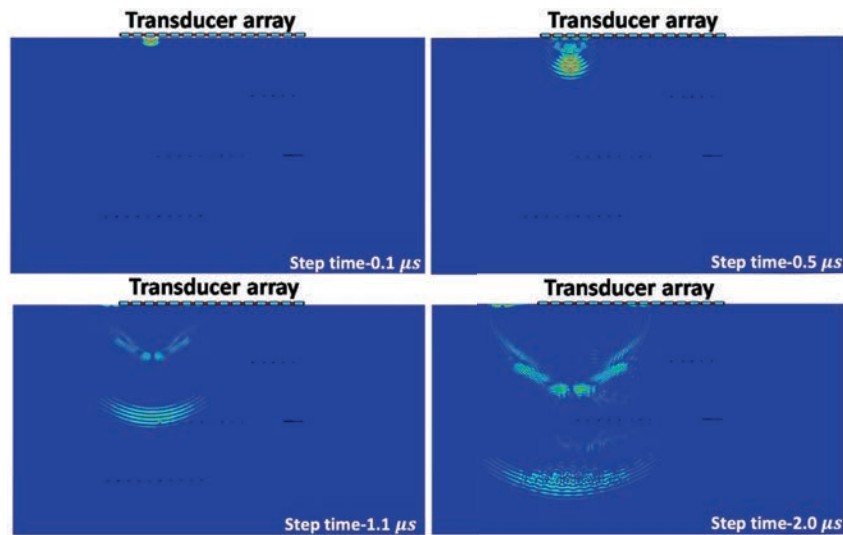 Transducer array
Transducer array
Step time-0.1 μs
Step time-0.5 μs
Transducer array
Transducer array
Step time-1.1 μs
Step time-2.0 μs